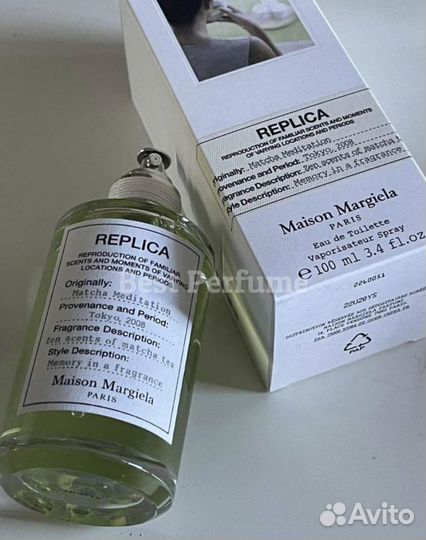 REPLICA
REPRODUCTION OF FAMILIAR SCENTS AND MOMENTS
OF VARYING LOCATIONS AND PERIODS
Originally: Matcha Meditation
Provenance and Period: Tokyo, 2008
Fragrance Description: Zen scents of matcha t
Style Description: Memory in a fragrance
Maison Margiela
PARIS
Eau de Toilette
Vaporisateur Spray
100 ml 3.4 fl.oz
22U20YS
PAP
REPLICA
REPRODUCTION OF FAMILIAR
SCENTS AND MOMENTS OF VARYING
LOCATIONS AND PERIODS
Originally:
Matcha Meditation
Provenance and Period:
Tokyo, 2008
Fragrance Description:
Zen scents of matcha tea
Style Description:
Memory in a fragrance
Maison Margiela
PARIS
Best Perfume
Avito